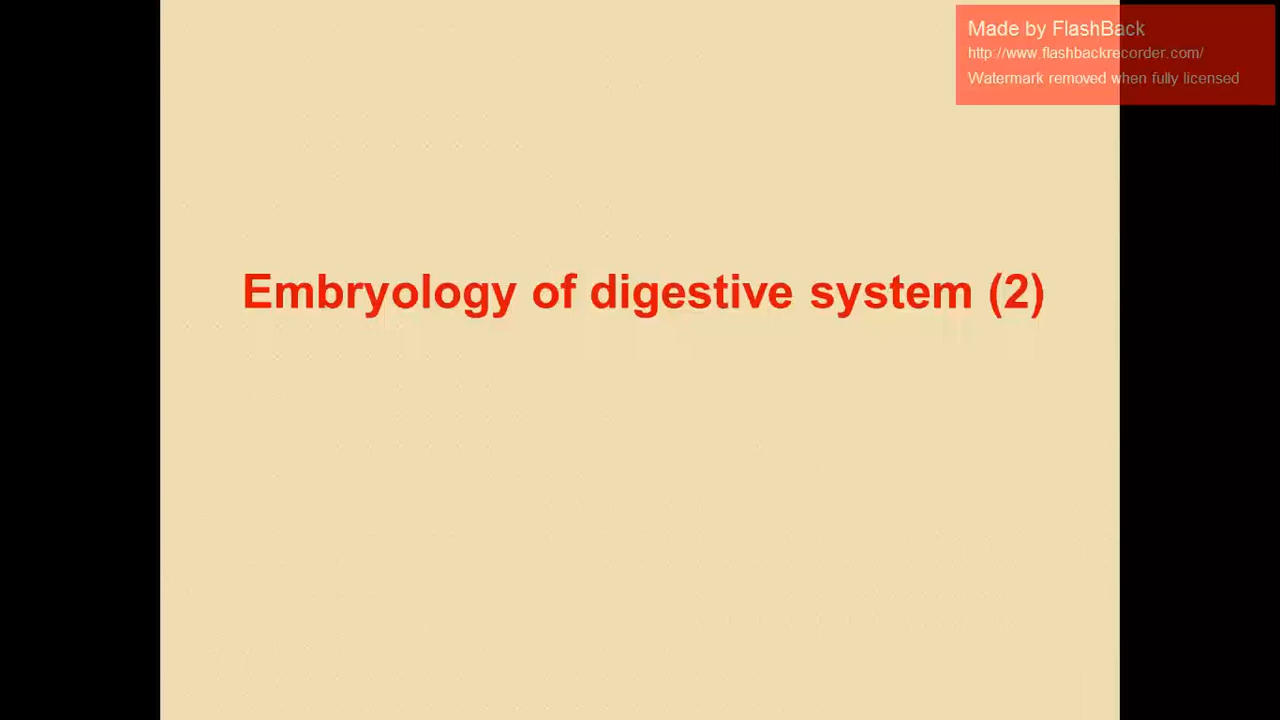 Made by FlashBack
http://www.flashbackrecorder.com/
Watermark removed when fully licensed
Embryology of digestive system (2)